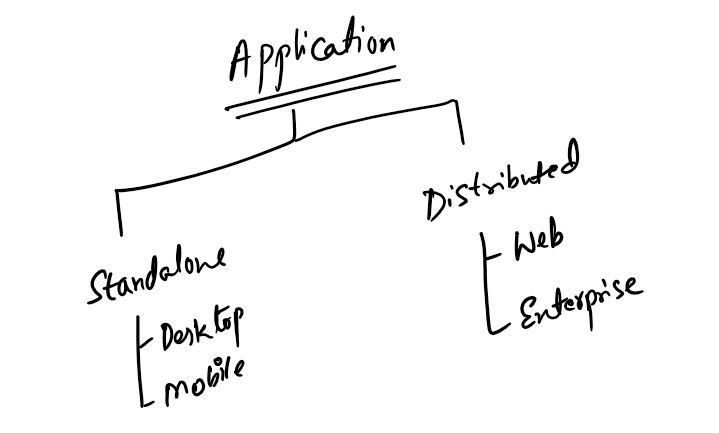 Application
Standalone
Desktop
Mobile
Distributed
Web
Enterprise